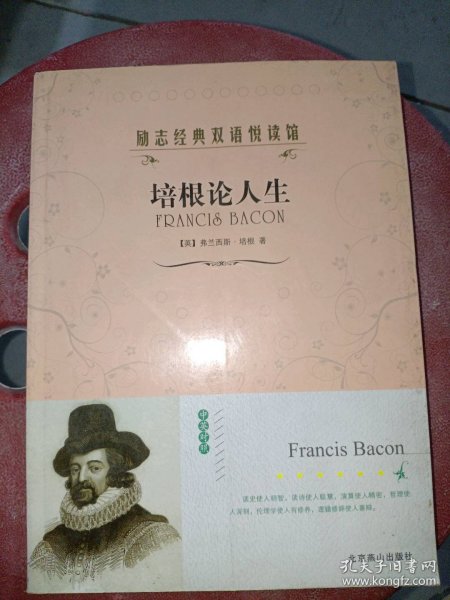 励志经典双语悦读馆
培根论人生
FRANCIS BACON
【英】弗兰西斯·培根 著
中英对照
Francis Bacon
读史使人明智，读诗使人聪慧，演算使人精密，哲理使
人深刻，伦理学使人有修养，逻辑修辞使人善辩。
北京燕山出版社
孔夫子旧书网
www.kongfz.com